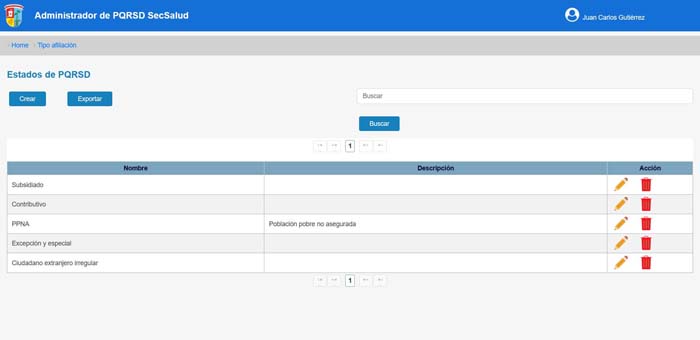 Administrador de PQRSD SecSalud
Juan Carlos Gutiérrez
Home Tipo afiliación
Estados de PQRSD
Crear Exportar Buscar
Buscar
1
Nombre Descripción Acción
Subsidiado
Contributivo
PPNA Población pobre no asegurada
Excepción y especial
Ciudadano extranjero irregular
1